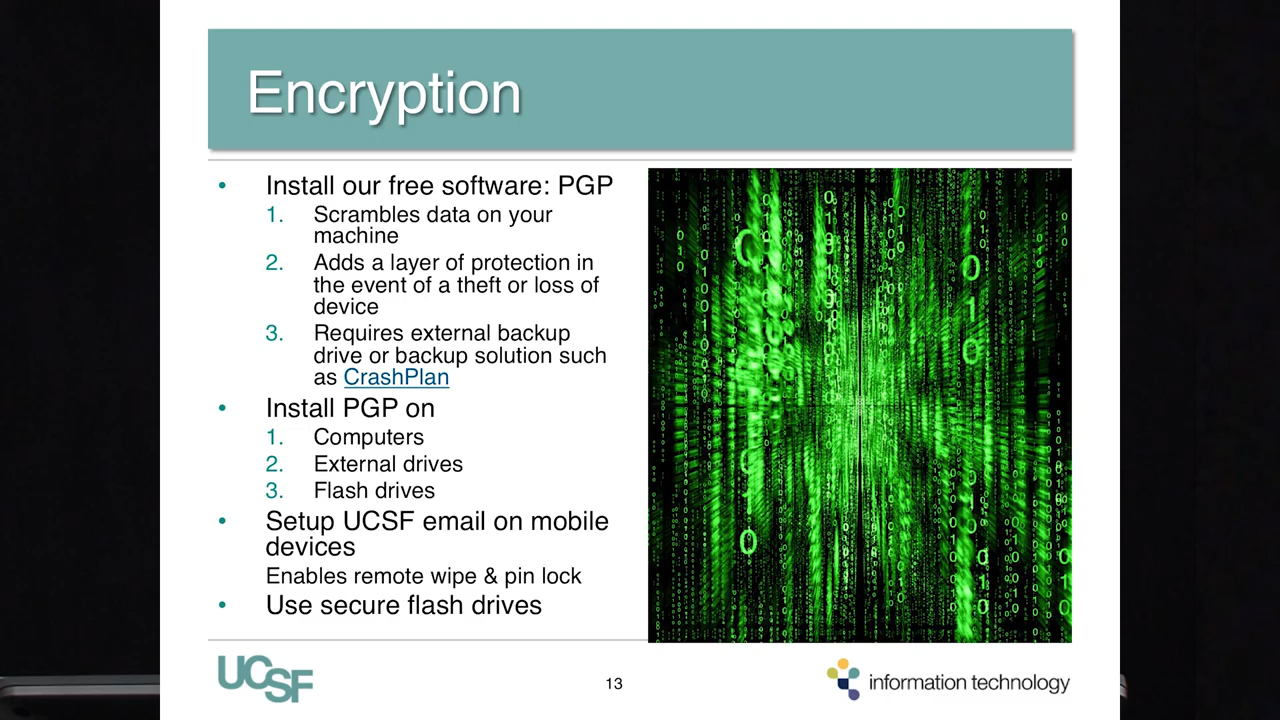 Encryption
• Install our free software: PGP
1. Scrambles data on your
machine
2. Adds a layer of protection in
the event of a theft or loss of
device
3. Requires external backup
drive or backup solution such
as CrashPlan
• Install PGP on
1. Computers
2. External drives
3. Flash drives
• Setup UCSF email on mobile
devices
Enables remote wipe & pin lock
• Use secure flash drives
UCSF
13
information technology